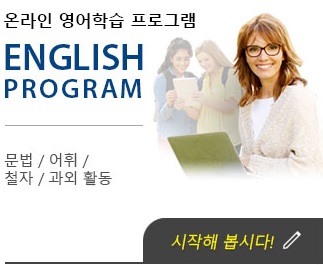 온라인 영어학습 프로그램
ENGLISH
PROGRAM
문법 / 어휘 /
철자 / 과외 활동
시작해 봅시다!